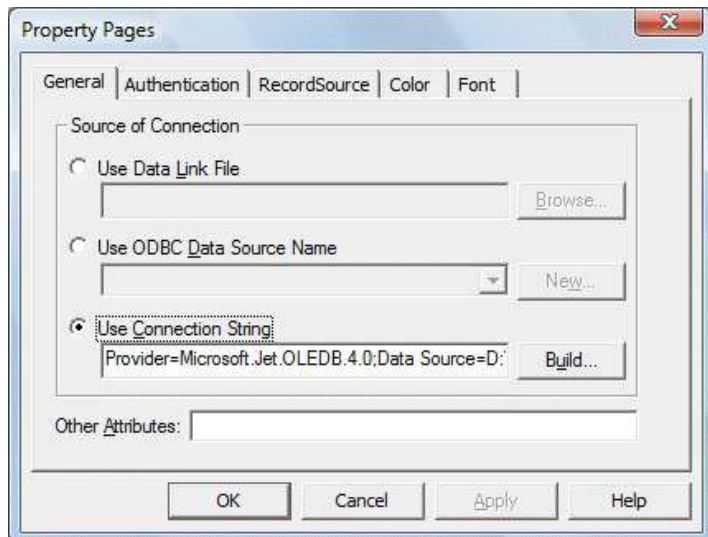 Property Pages
General Authentication RecordSource Color Font
Source of Connection
Use Data Link File
Browse...
Use ODBC Data Source Name
New...
Use Connection String
Provider=Microsoft.Jet.OLEDB.4.0;Data Source=D:
Build...
Other Attributes:
OK Cancel Apply Help